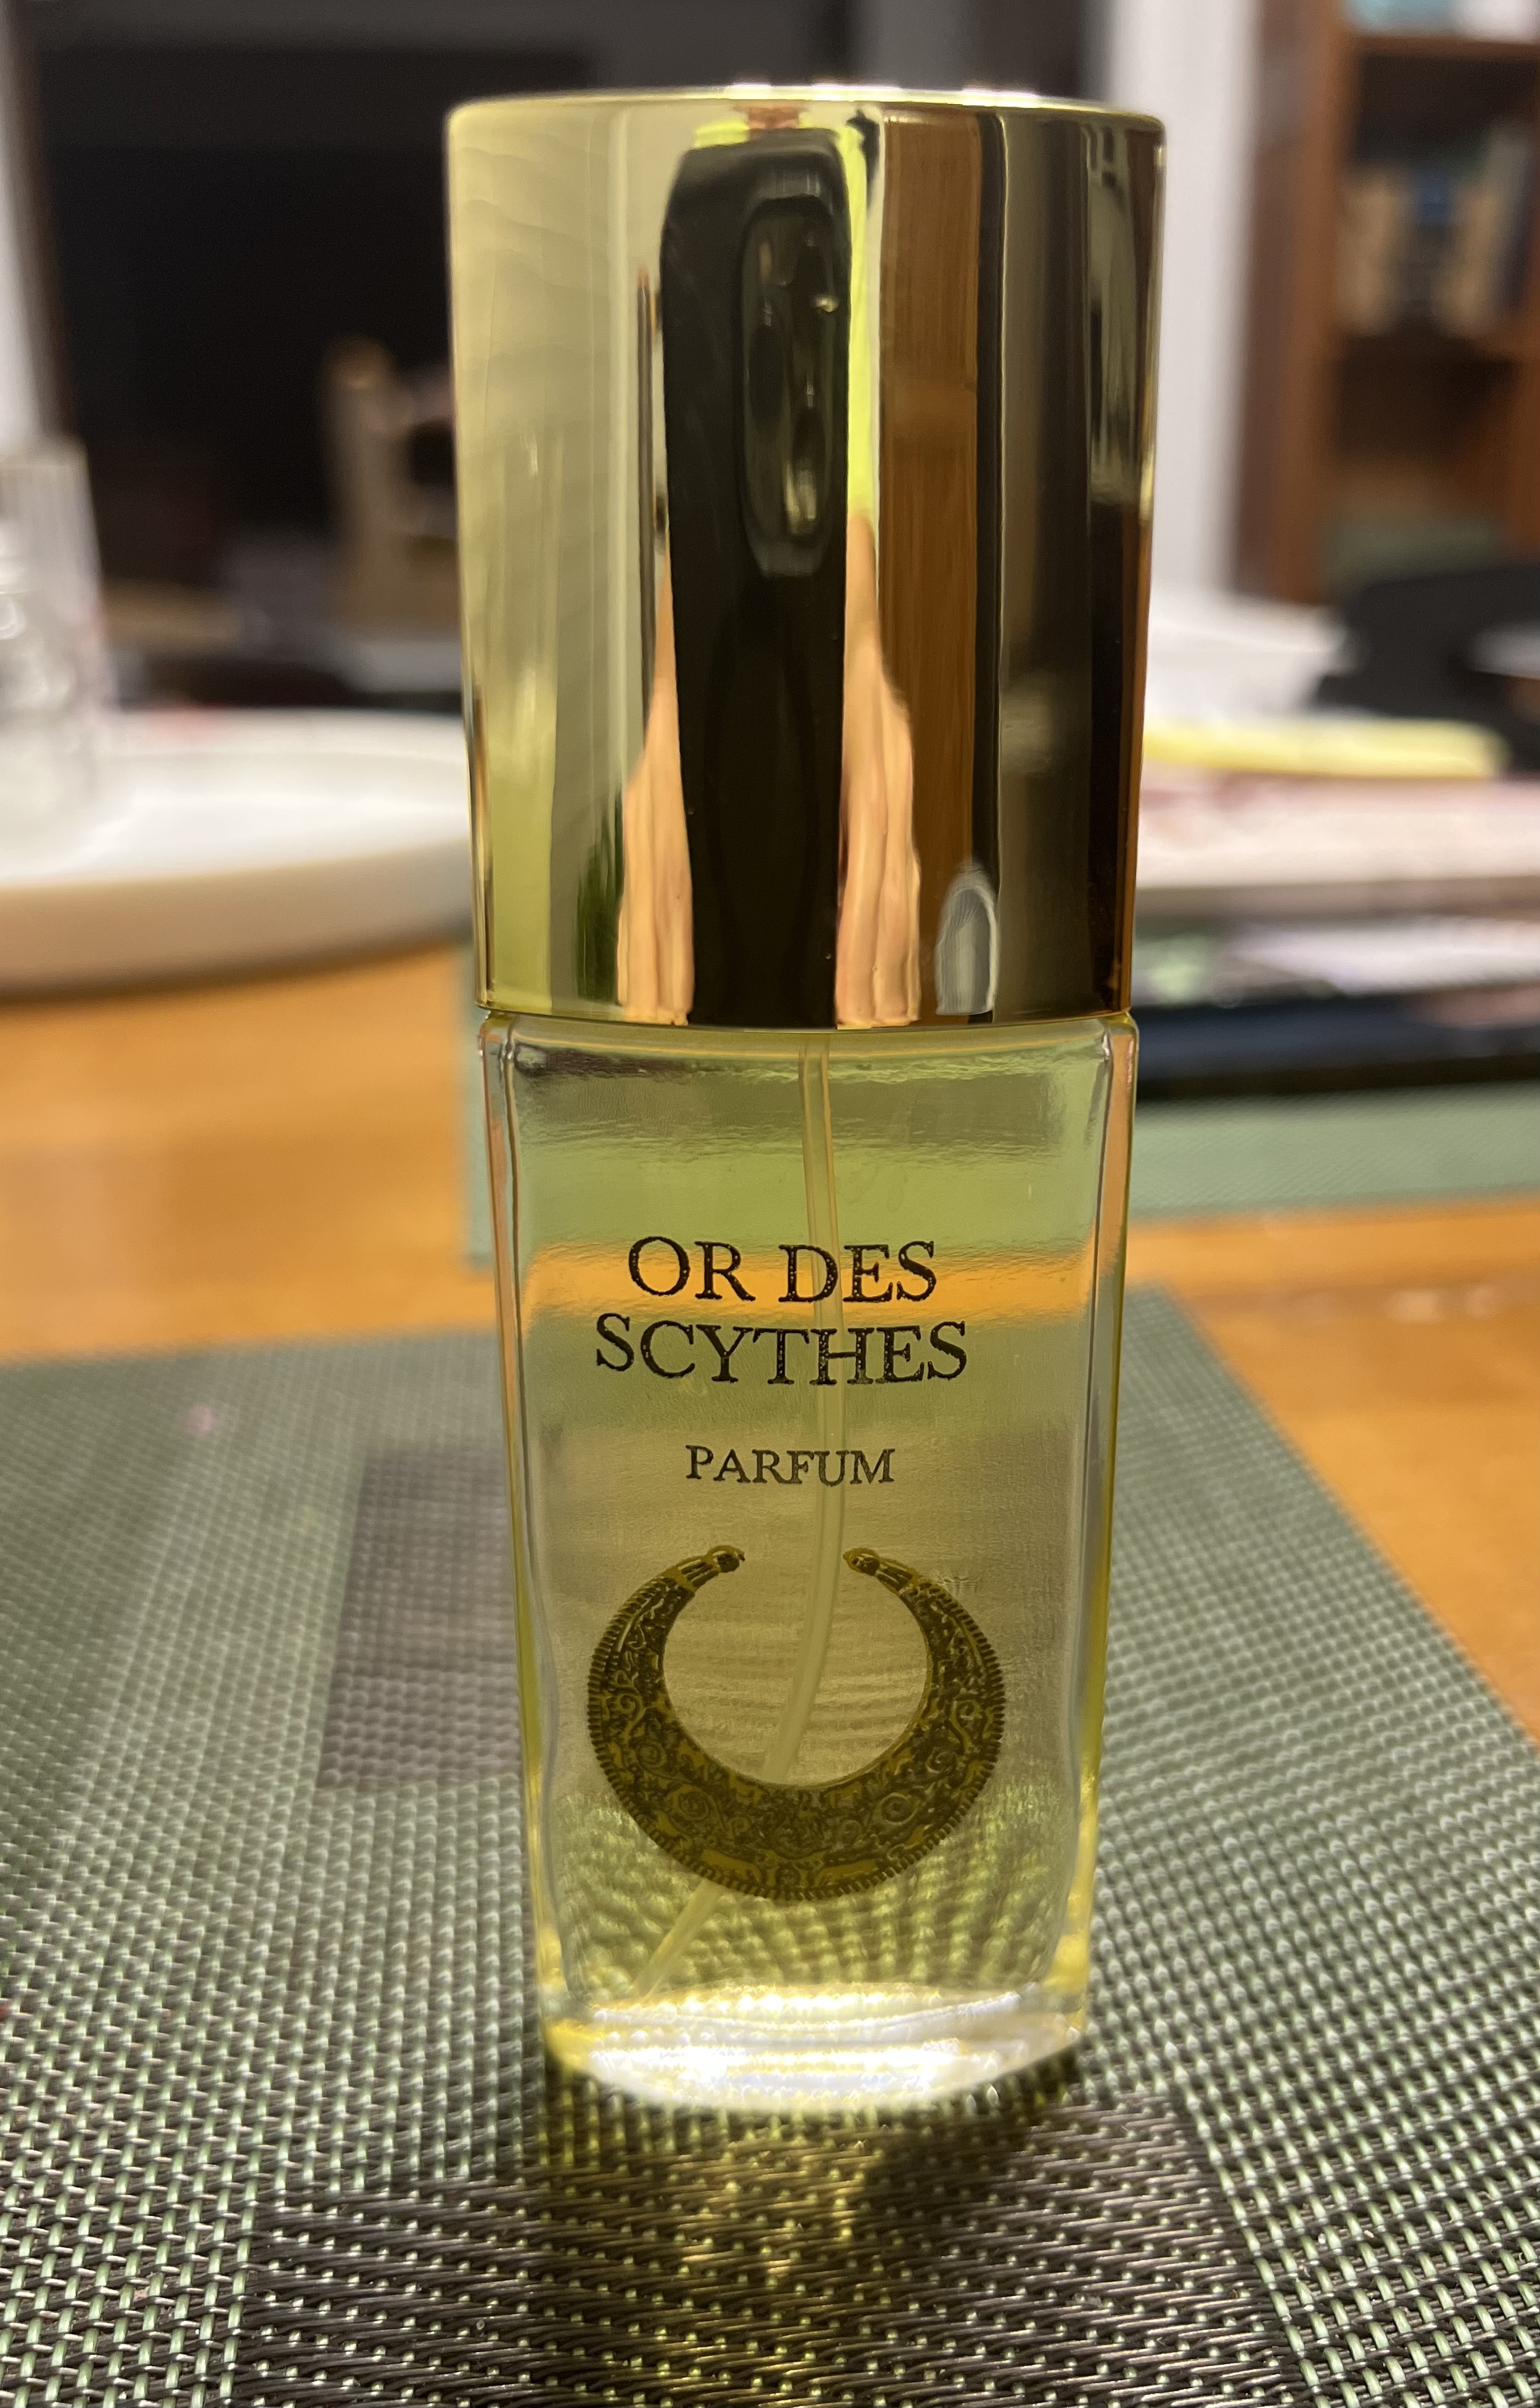 OR DES
SCYTHES
PARFUM